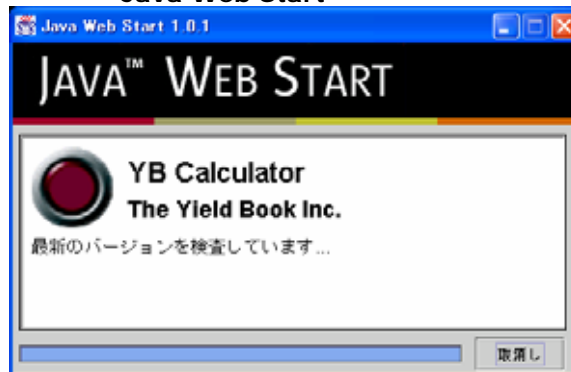 Java Web Start
Java Web Start 1.0.1
JAVA™ WEB START
YB Calculator
The Yield Book Inc.
最新のバージョンを検査しています...
取消し